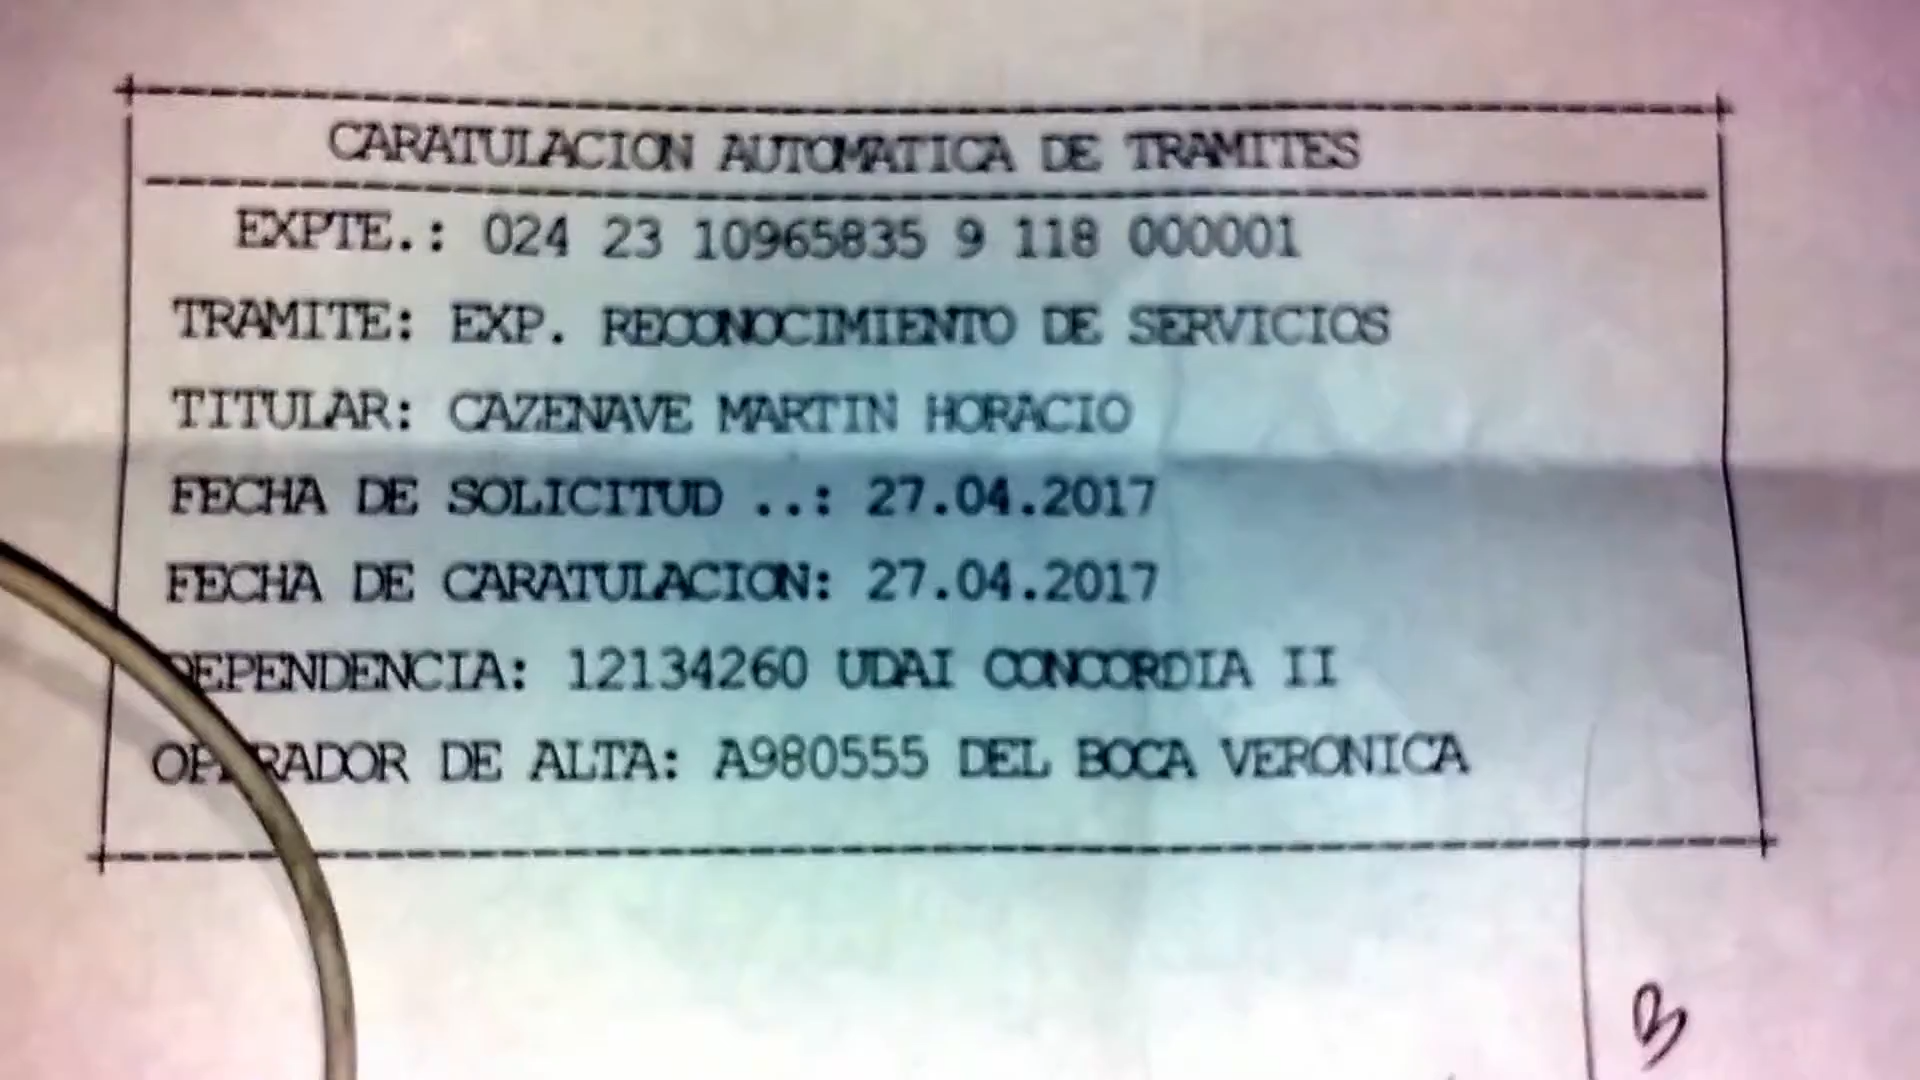 CARATULACION AUTOMATICA DE TRAMITES
EXPTE.: 024 23 10965835 9 118 000001
TRAMITE: EXP. RECONOCIMIENTO DE SERVICIOS
TITULAR: CAZENAVE MARTIN HORACIO
FECHA DE SOLICITUD ..: 27.04.2017
FECHA DE CARATULACION: 27.04.2017
DEPENDENCIA: 12134260 UDAI CONCORDIA II
OPERADOR DE ALTA: A980555 DEL BOCA VERONICA